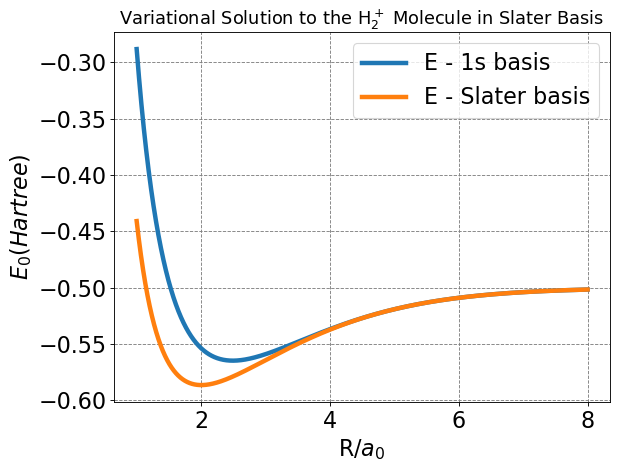 Variational Solution to the H₂⁺ Molecule in Slater Basis
E - 1s basis
E - Slater basis
E₀(Hartree)
−0.30
−0.35
−0.40
−0.45
−0.50
−0.55
−0.60
2 4 6 8
R/a₀